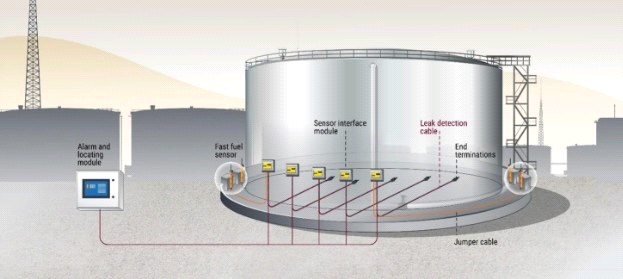 Sensor interface
module
Leak detection
cable
Alarm and
locating
module
Fast fuel
sensor
End
terminations
Jumper cable